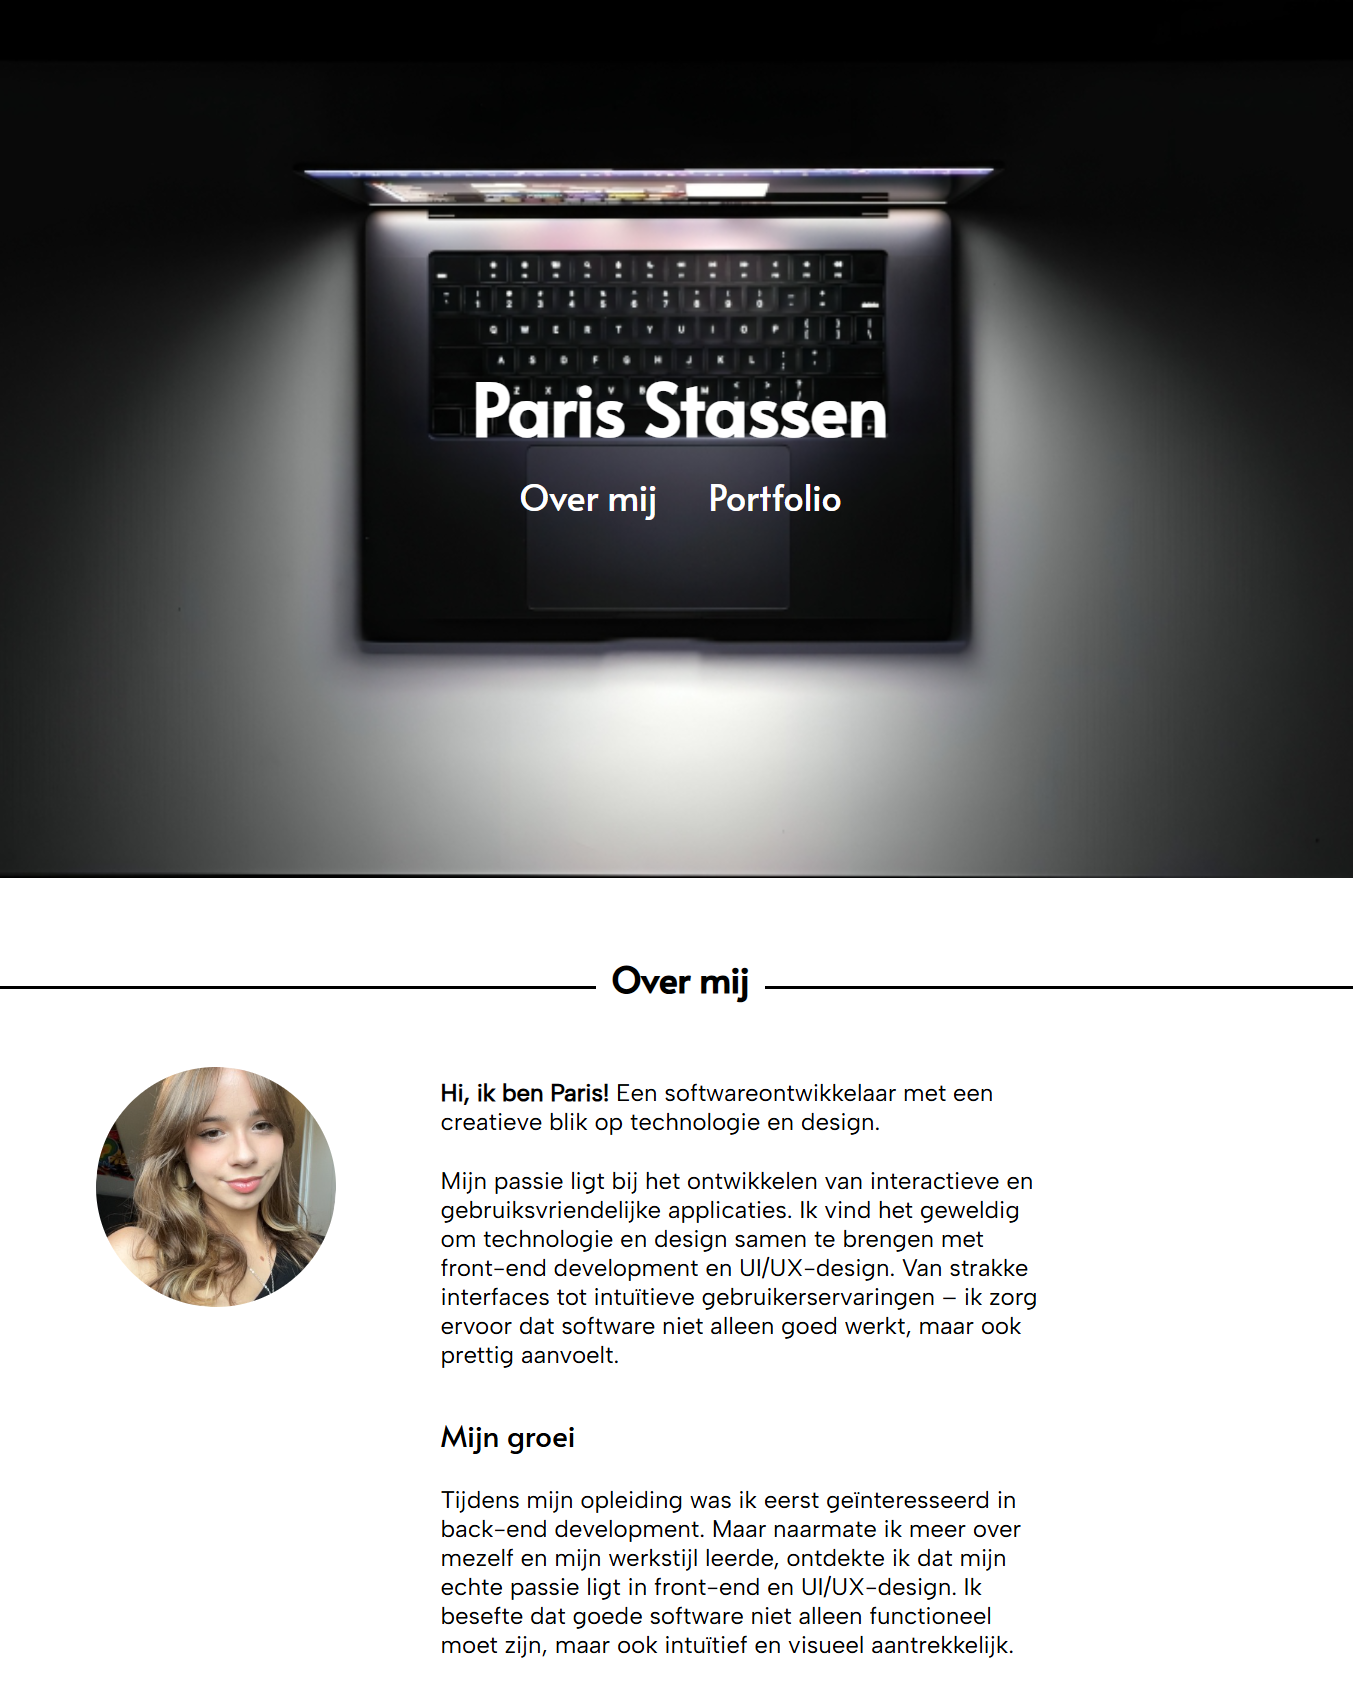 Q W E R T Y U I O P
A S D F G H J K L
Paris Stassen
Over mij Portfolio
Over mij
Hi, ik ben Paris! Een softwareontwikkelaar met een
creatieve blik op technologie en design.
Mijn passie ligt bij het ontwikkelen van interactieve en
gebruiksvriendelijke applicaties. Ik vind het geweldig
om technologie en design samen te brengen met
front-end development en UI/UX-design. Van strakke
interfaces tot intuïtieve gebruikerservaringen – ik zorg
ervoor dat software niet alleen goed werkt, maar ook
prettig aanvoelt.
Mijn groei
Tijdens mijn opleiding was ik eerst geïnteresseerd in
back-end development. Maar naarmate ik meer over
mezelf en mijn werkstijl leerde, ontdekte ik dat mijn
echte passie ligt in front-end en UI/UX-design. Ik
besefte dat goede software niet alleen functioneel
moet zijn, maar ook intuïtief en visueel aantrekkelijk.